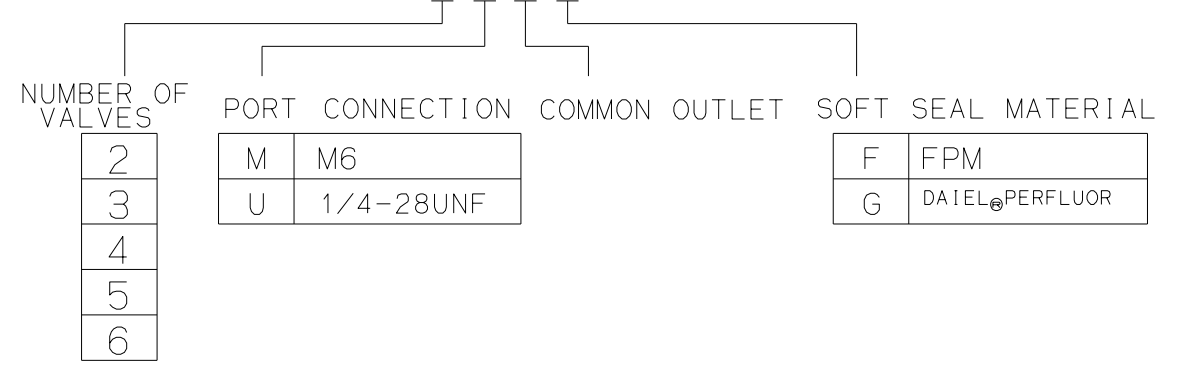 NUMBER OF
VALVES
PORT CONNECTION
COMMON OUTLET
SOFT SEAL MATERIAL
2
3
4
5
6
M M6
U 1/4-28UNF
F FPM
G DAIEL®PERFLUOR